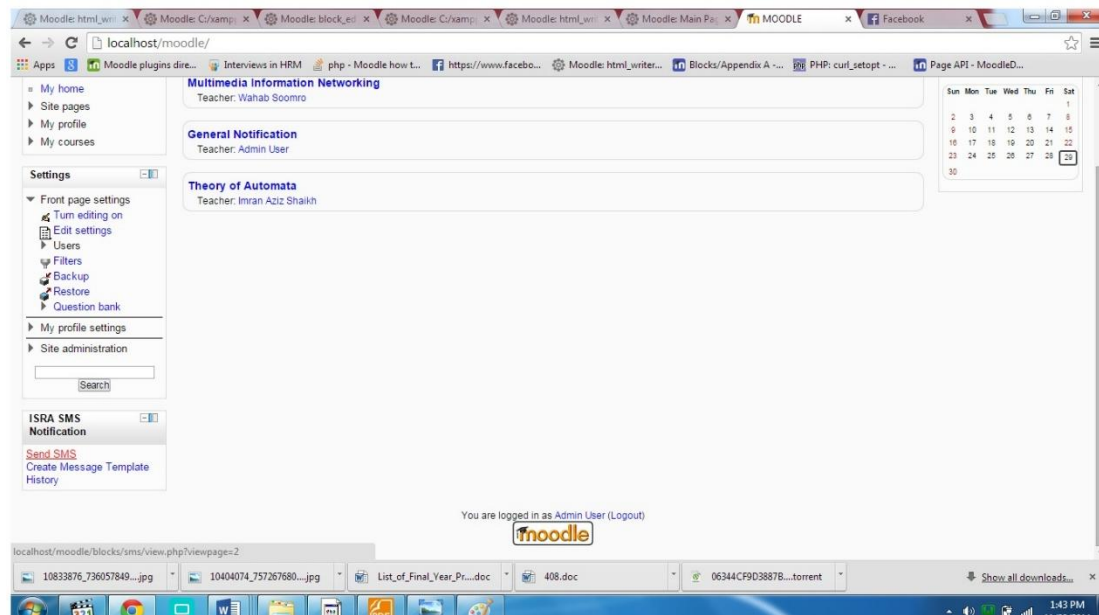 Moodle: html_wri
Moodle: C:/xamp
Moodle: block_ed
Moodle: C:/xamp
Moodle: html_wri
Moodle: Main Pag
MOODLE
Facebook
localhost/moodle/
Apps
Moodle plugins dire...
Interviews in HRM
php - Moodle how t...
https://www.facebo...
Moodle: html_writer...
Blocks/Appendix A -...
PHP: curl_setopt - ...
Page API - MoodleD...
My home
Site pages
My profile
My courses
Settings
Front page settings
Turn editing on
Edit settings
Users
Filters
Backup
Restore
Question bank
My profile settings
Site administration
Search
ISRA SMS
Notification
Send SMS
Create Message Template
History
Multimedia Information Networking
Teacher: Wahab Soomro
General Notification
Teacher: Admin User
Theory of Automata
Teacher: Imran Aziz Shaikh
Sun Mon Tue Wed Thu Fri Sat
1
2 3 4 5 6 7 8
9 10 11 12 13 14 15
16 17 18 19 20 21 22
23 24 25 26 27 28 29
30
You are logged in as Admin User (Logout)
moodle
localhost/moodle/blocks/sms/view.php?viewpage=2
10833876_736057849....jpg
10404074_757267680....jpg
List_of_Final_Year_Pr....doc
408.doc
06344CF9D3887B....torrent
Show all downloads...
1:43 PM